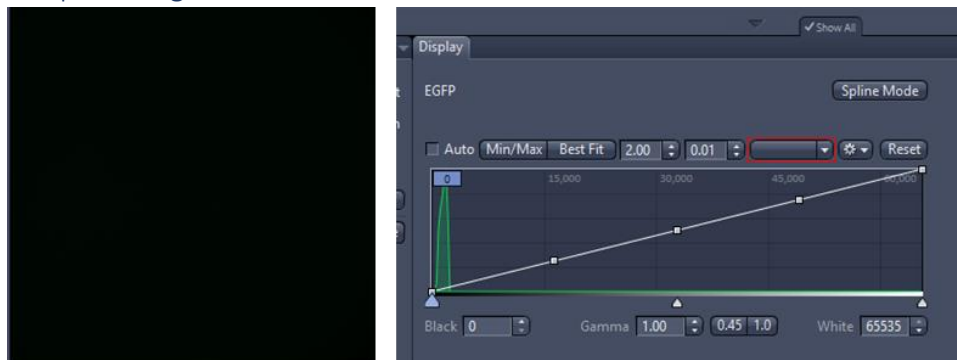 Show All
Display
EGFP
Spline Mode
Auto Min/Max Best Fit 2.00 0.01 Reset
0 15,000 30,000 45,000
Black 0 Gamma 1.00 0.45 1.0 White 65535